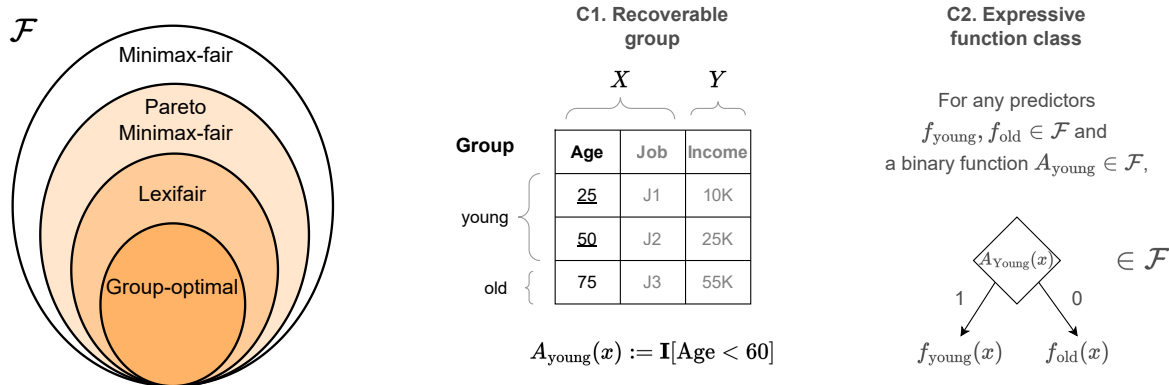 𝓕
Minimax-fair
Pareto
Minimax-fair
Lexifair
Group-optimal
C1. Recoverable
group
X Y
Group Age Job Income
young
25 J1 10K
50 J2 25K
old 75 J3 55K
A_young(x) := I[Age < 60]
C2. Expressive
function class
For any predictors
f_young, f_old ∈ 𝓕 and
a binary function A_young ∈ 𝓕,
A_Young(x) ∈ 𝓕
1 0
f_young(x) f_old(x)